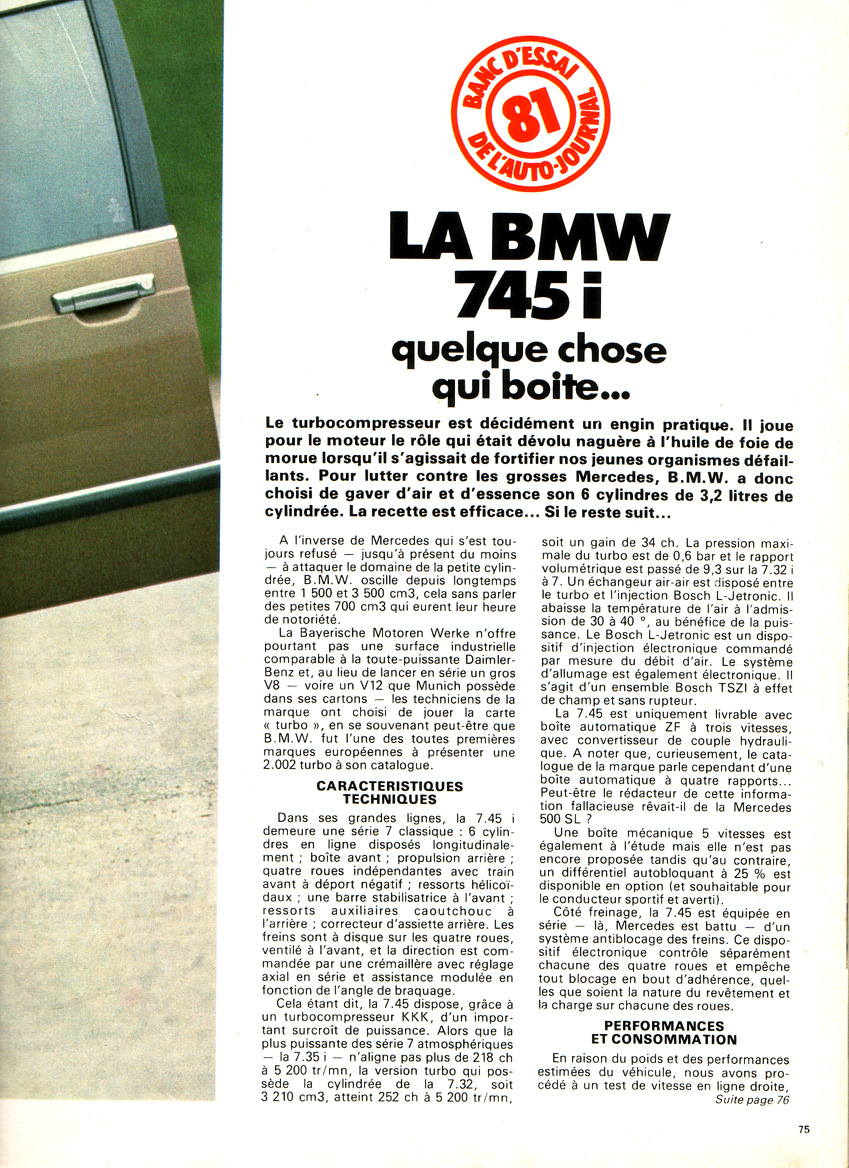 BANC D'ESSAI
81
DE L'AUTO-JOURNAL
LA BMW
745 i
quelque chose
qui boite...
Le turbocompresseur est décidément un engin pratique. Il joue
pour le moteur le rôle qui était dévolu naguère à l'huile de foie de
morue lorsqu'il s'agissait de fortifier nos jeunes organismes défail-
lants. Pour lutter contre les grosses Mercedes, B.M.W. a donc
choisi de gaver d'air et d'essence son 6 cylindres de 3,2 litres de
cylindrée. La recette est efficace... Si le reste suit...
A l'inverse de Mercedes qui s'est tou-
jours refusé — jusqu'à présent du moins
— à attaquer le domaine de la petite cylin-
drée, B.M.W. oscille depuis longtemps
entre 1 500 et 3 500 cm3, cela sans parler
des petites 700 cm3 qui eurent leur heure
de notoriété.
La Bayerische Motoren Werke n'offre
pourtant pas une surface industrielle
comparable à la toute-puissante Daimler-
Benz et, au lieu de lancer en série un gros
V8 — voire un V12 que Munich possède
dans ses cartons — les techniciens de la
marque ont choisi de jouer la carte
« turbo », en se souvenant peut-être que
B.M.W. fut l'une des toutes premières
marques européennes à présenter une
2.002 turbo à son catalogue.
CARACTERISTIQUES
TECHNIQUES
Dans ses grandes lignes, la 7.45 i
demeure une série 7 classique : 6 cylin-
dres en ligne disposés longitudinale-
ment ; boîte avant ; propulsion arrière ;
quatre roues indépendantes avec train
avant à déport négatif ; ressorts hélicoï-
daux ; une barre stabilisatrice à l'avant ;
ressorts auxiliaires caoutchouc à
l'arrière ; correcteur d'assiette arrière. Les
freins sont à disque sur les quatre roues,
ventilé à l'avant, et la direction est com-
mandée par une crémaillère avec réglage
axial en série et assistance modulée en
fonction de l'angle de braquage.
Cela étant dit, la 7.45 dispose, grâce à
un turbocompresseur KKK, d'un impor-
tant surcroît de puissance. Alors que la
plus puissante des série 7 atmosphériques
— la 7.35 i — n'aligne pas plus de 218 ch
à 5 200 tr/mn, la version turbo qui pos-
sède la cylindrée de la 7.32, soit
3 210 cm3, atteint 252 ch à 5 200 tr/mn,
soit un gain de 34 ch. La pression maxi-
male du turbo est de 0,6 bar et le rapport
volumétrique est passé de 9,3 sur la 7.32 i
à 7. Un échangeur air-air est disposé entre
le turbo et l'injection Bosch L-Jetronic. Il
abaisse la température de l'air à l'admis-
sion de 30 à 40 °, au bénéfice de la puis-
sance. Le Bosch L-Jetronic est un dispo-
sitif d'injection électronique commandé
par mesure du débit d'air. Le système
d'allumage est également électronique. Il
s'agit d'un ensemble Bosch TSZI à effet
de champ et sans rupteur.
La 7.45 est uniquement livrable avec
boîte automatique ZF à trois vitesses,
avec convertisseur de couple hydrauli-
que. A noter que, curieusement, le cata-
logue de la marque parle cependant d'une
boîte automatique à quatre rapports...
Peut-être le rédacteur de cette informa-
tion fallacieuse rêvait-il de la Mercedes
500 SL ?
Une boîte mécanique 5 vitesses est
également à l'étude mais elle n'est pas
encore proposée tandis qu'au contraire,
un différentiel autobloquant à 25 % est
disponible en option (et souhaitable pour
le conducteur sportif et averti).
Côté freinage, la 7.45 est équipée en
série — là, Mercedes est battu — d'un
système antiblocage des freins. Ce dispo-
sitif électronique contrôle séparément
chacune des quatre roues et empêche
tout blocage en bout d'adhérence, quel-
les que soient la nature du revêtement et
la charge sur chacune des roues.
PERFORMANCES
ET CONSOMMATION
En raison du poids et des performances
estimées du véhicule, nous avons pro-
cédé à un test de vitesse en ligne droite,
Suite page 76
75